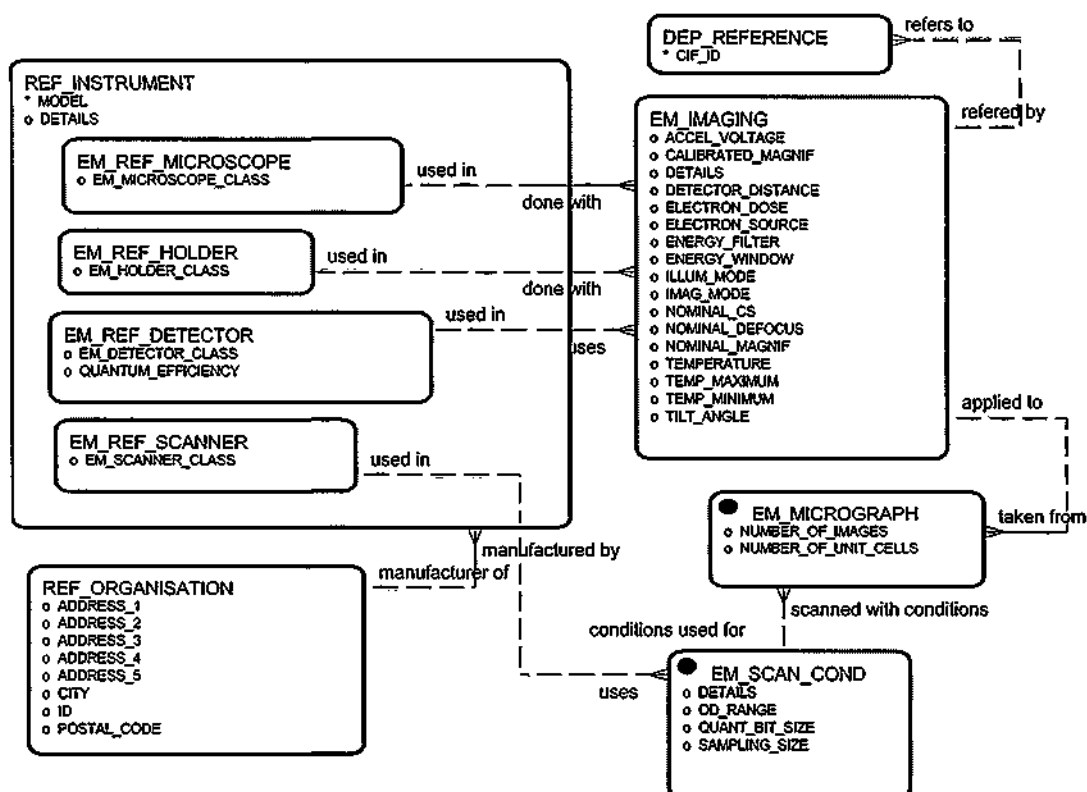 DEP_REFERENCE
* CIF_ID
refers to
refered by
REF_INSTRUMENT
* MODEL
o DETAILS
EM_REF_MICROSCOPE
o EM_MICROSCOPE_CLASS
used in
done with
EM_REF_HOLDER
o EM_HOLDER_CLASS
used in
done with
EM_REF_DETECTOR
o EM_DETECTOR_CLASS
o QUANTUM_EFFICIENCY
used in
uses
EM_REF_SCANNER
o EM_SCANNER_CLASS
used in
EM_IMAGING
o ACCEL_VOLTAGE
o CALIBRATED_MAGNIF
o DETAILS
o DETECTOR_DISTANCE
o ELECTRON_DOSE
o ELECTRON_SOURCE
o ENERGY_FILTER
o ENERGY_WINDOW
o ILLUM_MODE
o IMAG_MODE
o NOMINAL_CS
o NOMINAL_DEFOCUS
o NOMINAL_MAGNIF
o TEMPERATURE
o TEMP_MAXIMUM
o TEMP_MINIMUM
o TILT_ANGLE
applied to
taken from
EM_MICROGRAPH
o NUMBER_OF_IMAGES
o NUMBER_OF_UNIT_CELLS
manufactured by
manufacturer of
REF_ORGANISATION
o ADDRESS_1
o ADDRESS_2
o ADDRESS_3
o ADDRESS_4
o ADDRESS_5
o CITY
o ID
o POSTAL_CODE
scanned with conditions
conditions used for
uses
EM_SCAN_COND
o DETAILS
o OD_RANGE
o QUANT_BIT_SIZE
o SAMPLING_SIZE